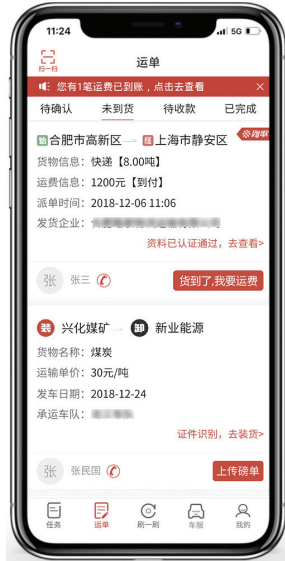 11:24
5G
扫一扫
运单
您有1笔运费已到账，点击去查看
待确认 未到货 待收款 已完成
合肥市高新区 上海市静安区
货物信息：快递【8.00吨】
运费信息：1200元【到付】
派单时间：2018-12-06 11:06
发货企业：
资料已认证通过，去查看>
张 张三 货到了,我要运费
装 兴化媒矿 卸 新业能源
货物名称：煤炭
运输单价：30元/吨
发车日期：2018-12-24
承运车队：
证件识别，去装货>
张 张民国 上传磅单
任务 运单 刷一刷 车服 我的